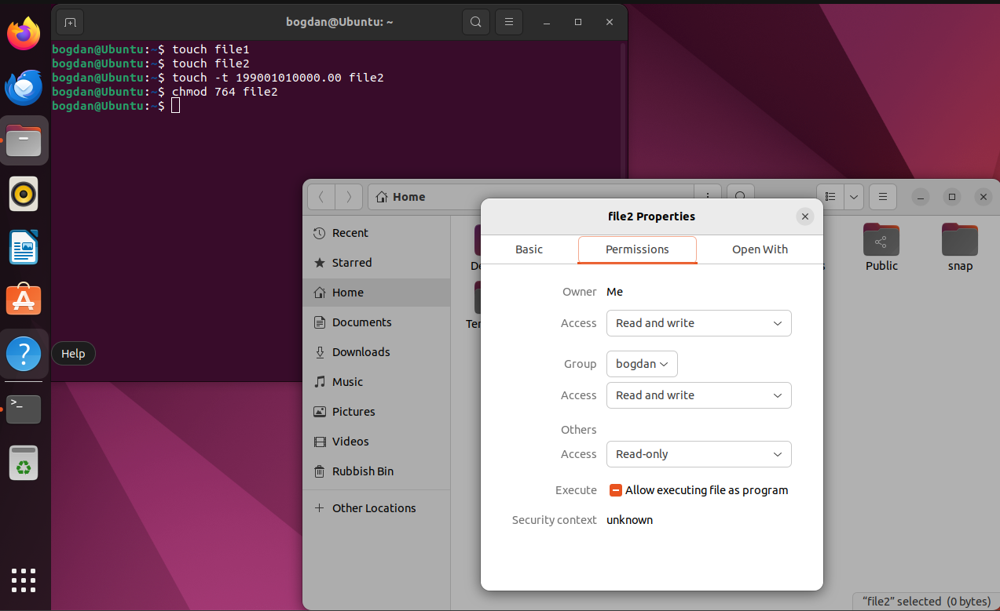 bogdan@Ubuntu: ~
bogdan@Ubuntu:~$ touch file1
bogdan@Ubuntu:~$ touch file2
bogdan@Ubuntu:~$ touch -t 199001010000.00 file2
bogdan@Ubuntu:~$ chmod 764 file2
bogdan@Ubuntu:~$
Help
>_
Home
Recent
Starred
Home
Documents
Downloads
Music
Pictures
Videos
Rubbish Bin
Other Locations
Public
snap
file2 Properties
Basic
Permissions
Open With
Owner Me
Access Read and write
Group bogdan
Access Read and write
Others
Access Read-only
Execute Allow executing file as program
Security context unknown
“file2” selected (0 bytes)